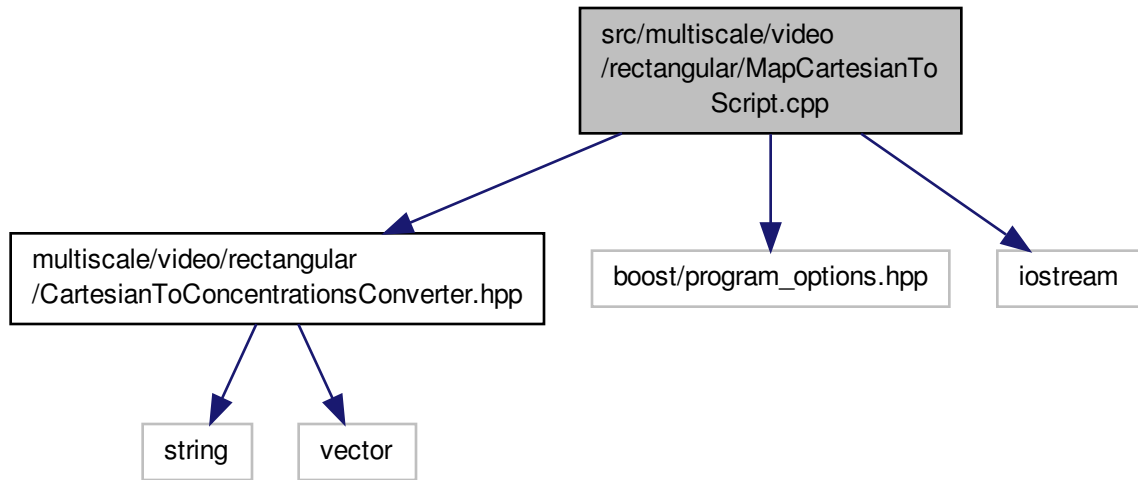 src/multiscale/video
/rectangular/MapCartesianTo
Script.cpp
multiscale/video/rectangular
/CartesianToConcentrationsConverter.hpp
boost/program_options.hpp
iostream
string
vector